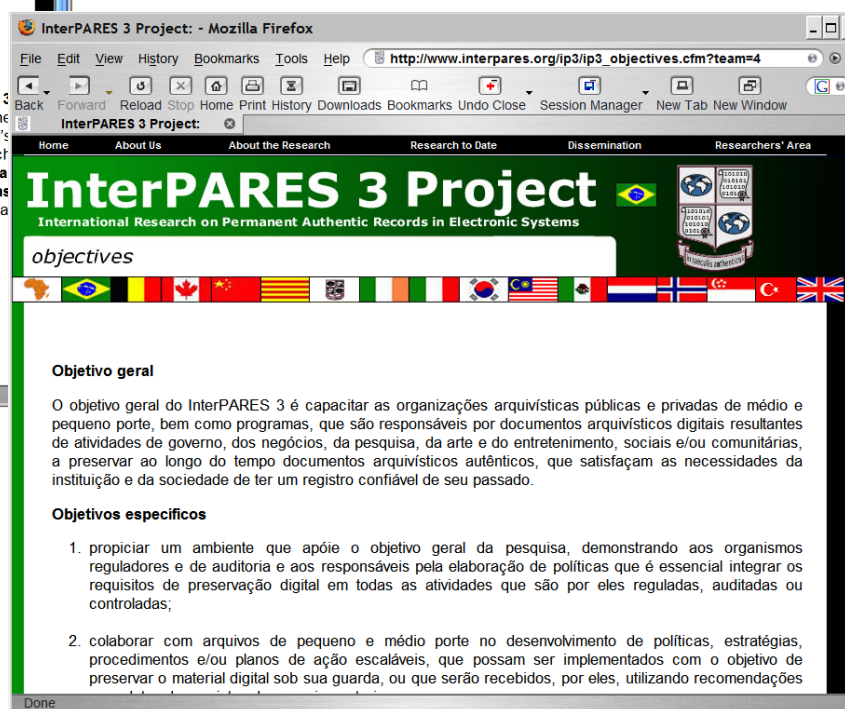 InterPARES 3 Project: - Mozilla Firefox
File Edit View History Bookmarks Tools Help http://www.interpares.org/ip3/ip3_objectives.cfm?team=4
Back Forward Reload Stop Home Print History Downloads Bookmarks Undo Close Session Manager New Tab New Window
InterPARES 3 Project:
Home About Us About the Research Research to Date Dissemination Researchers' Area
InterPARES 3 Project
International Research on Permanent Authentic Records in Electronic Systems
objectives
Objetivo geral
O objetivo geral do InterPARES 3 é capacitar as organizações arquivísticas públicas e privadas de médio e
pequeno porte, bem como programas, que são responsáveis por documentos arquivísticos digitais resultantes
de atividades de governo, dos negócios, da pesquisa, da arte e do entretenimento, sociais e/ou comunitárias,
a preservar ao longo do tempo documentos arquivísticos autênticos, que satisfaçam as necessidades da
instituição e da sociedade de ter um registro confiável de seu passado.
Objetivos específicos
1. propiciar um ambiente que apóie o objetivo geral da pesquisa, demonstrando aos organismos
reguladores e de auditoria e aos responsáveis pela elaboração de políticas que é essencial integrar os
requisitos de preservação digital em todas as atividades que são por eles reguladas, auditadas ou
controladas;
2. colaborar com arquivos de pequeno e médio porte no desenvolvimento de políticas, estratégias,
procedimentos e/ou planos de ação escaláveis, que possam ser implementados com o objetivo de
preservar o material digital sob sua guarda, ou que serão recebidos, por eles, utilizando recomendações
Done